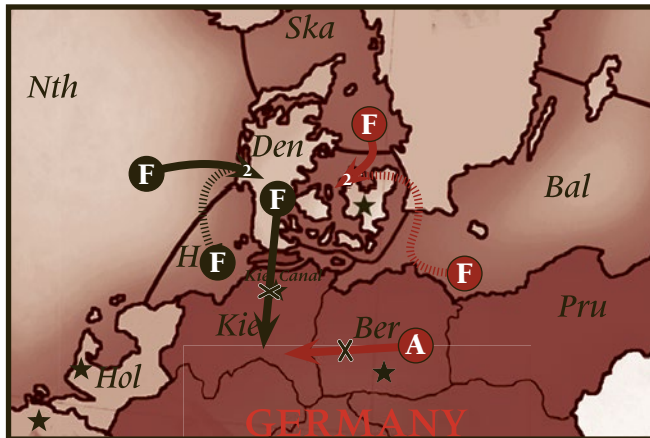 Ska
Nth
Den
F
F
F
2
2
Bal
H F
F
Kiel Canal
Kie
Ber
Pru
A
Hol
GERMANY